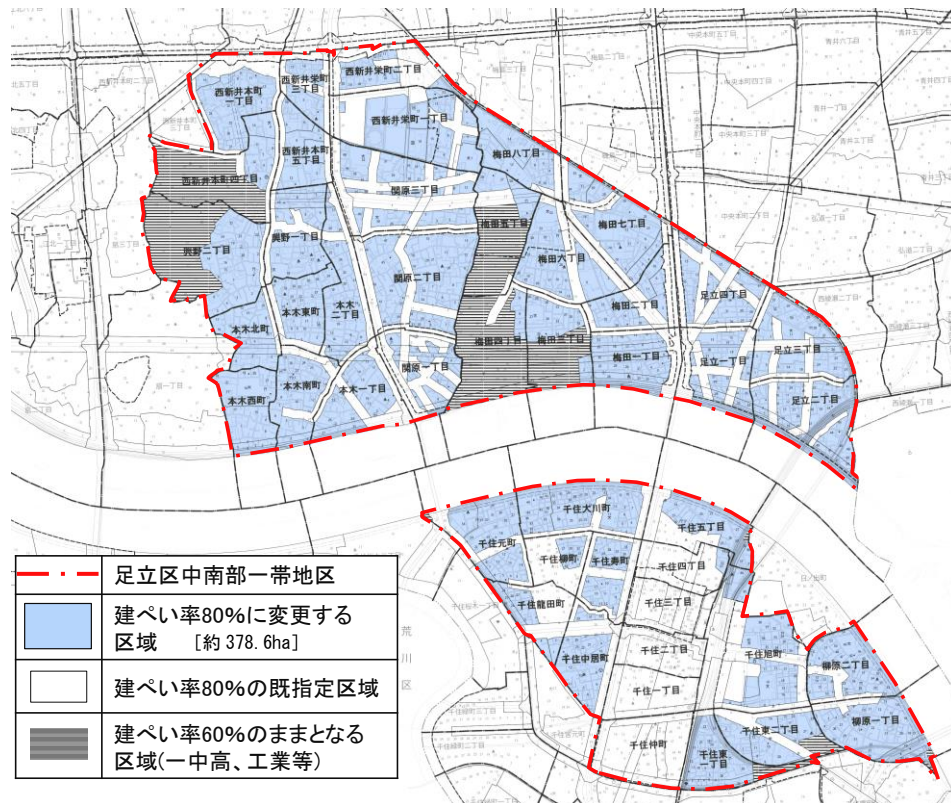 西新井栄町二丁目
西新井栄町
三丁目
西新井本町
一丁目
西新井栄町一丁目
西新井本町
五丁目
梅田八丁目
西新井本町四丁目
関原三丁目
梅田五丁目
梅田七丁目
興野一丁目
興野二丁目
梅田六丁目
関原二丁目
足立四丁目
本木東町
本木
二丁目
梅田二丁目
本木北町
梅田四丁目
梅田三丁目
足立三丁目
梅田一丁目
足立一丁目
関原一丁目
本木南町
本木一丁目
本木西町
足立二丁目
千住大川町
千住五丁目
千住元町
千住柳町
千住寿町
千住四丁目
千住龍田町
千住三丁目
千住二丁目
千住中居町
千住旭町
柳原二丁目
千住一丁目
柳原一丁目
千住東二丁目
千住仲町
千住東
一丁目
荒
川
区
足立区中南部一帯地区
建ぺい率80%に変更する
区域 [約378.6ha]
建ぺい率80%の既指定区域
建ぺい率60%のままとなる
区域(一中高、工業等)